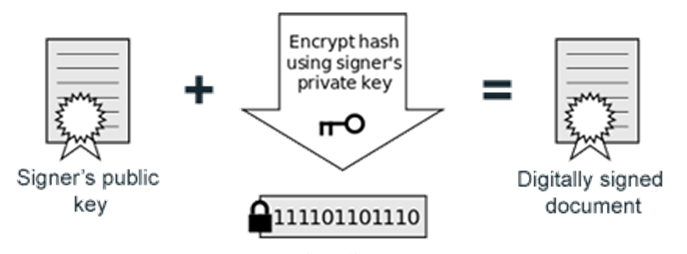 Encrypt hash
using signer's
private key
Signer's public
key
+
=
Digitally signed
document
111101101110